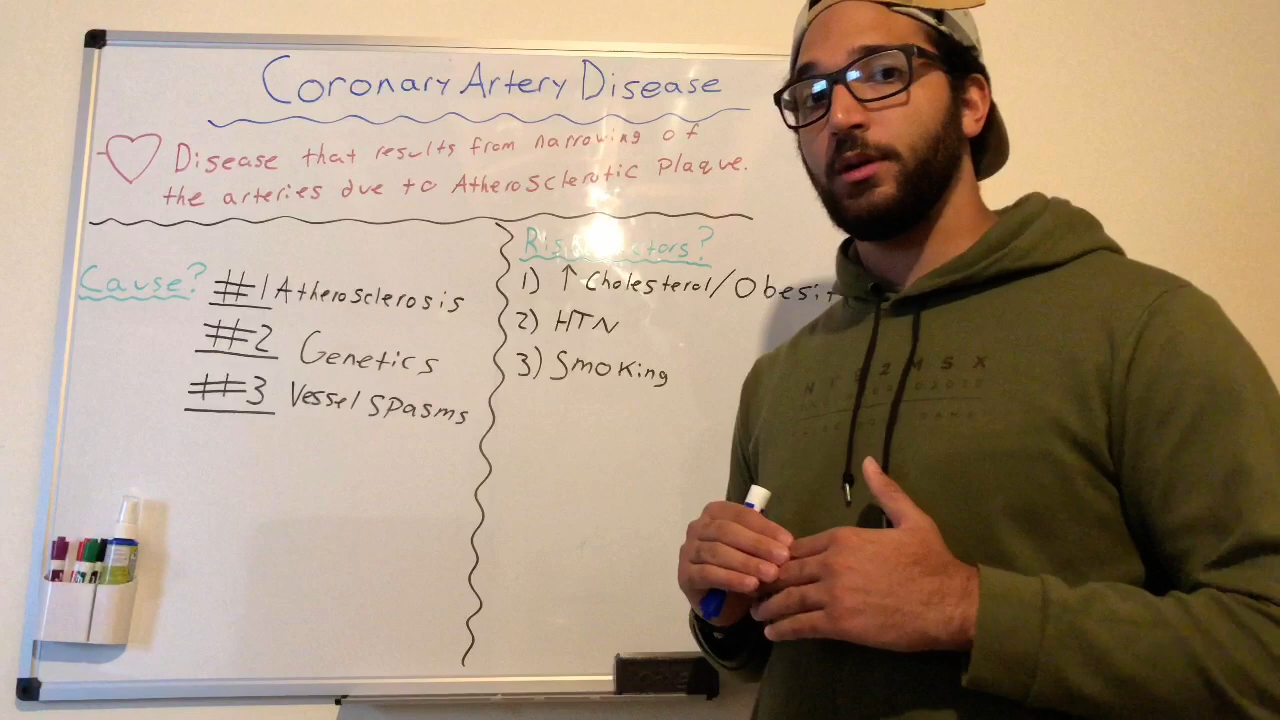 Coronary Artery Disease
Disease that results from narrowing of
the arteries due to Atherosclerotic Plaque.
Cause?
#1 Atherosclerosis
#2 Genetics
#3 Vessel Spasms
1) ↑ Cholesterol/Obesit
2) HTN
3) Smoking